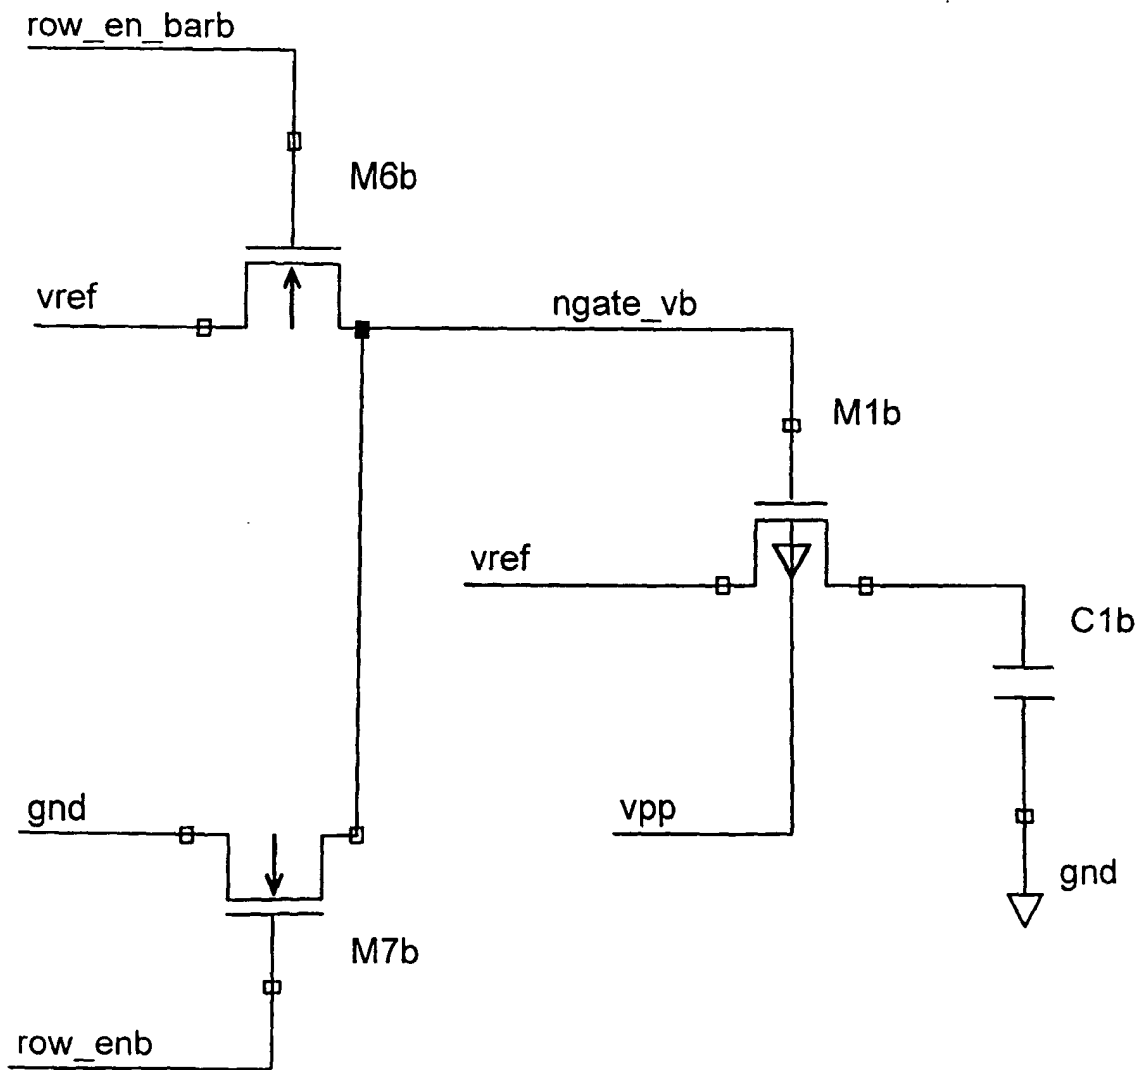 row_en_barb
M6b
vref
ngate_vb
M1b
vref
C1b
gnd
vpp
gnd
M7b
row_enb